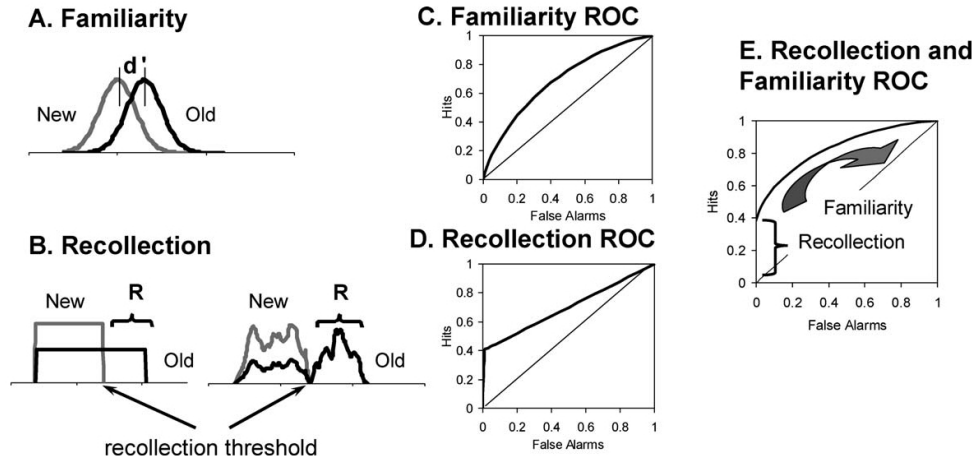 A. Familiarity
d'
New
Old
B. Recollection
New
R
Old
New
R
Old
recollection threshold
C. Familiarity ROC
1
0.8
0.6
0.4
0.2
0
Hits
0 0.2 0.4 0.6 0.8 1
False Alarms
D. Recollection ROC
1
0.8
0.6
0.4
0.2
0
Hits
0 0.2 0.4 0.6 0.8 1
False Alarms
E. Recollection and
Familiarity ROC
1
0.8
0.6
0.4
0.2
0
Hits
Familiarity
Recollection
0 0.2 0.4 0.6 0.8 1
False Alarms